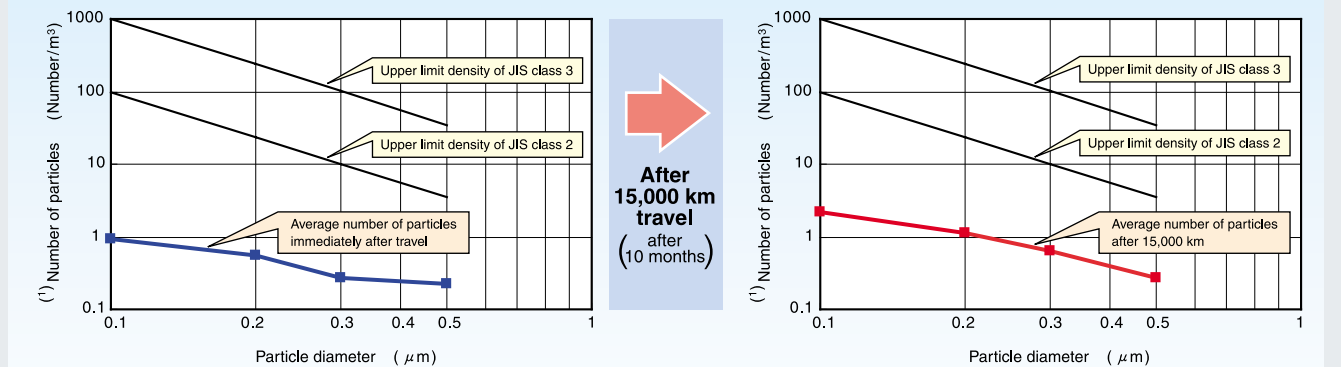 (1) Number of particles (Number/m³)
1000
100
10
1
0.1
Upper limit density of JIS class 3
Upper limit density of JIS class 2
Average number of particles
immediately after travel
0.1 0.2 0.3 0.4 0.5 1
Particle diameter ( μm)
After
15,000 km
travel
(after
10 months)
(1) Number of particles (Number/m³)
1000
100
10
1
0.1
Upper limit density of JIS class 3
Upper limit density of JIS class 2
Average number of particles
after 15,000 km
0.1 0.2 0.3 0.4 0.5 1
Particle diameter ( μm)